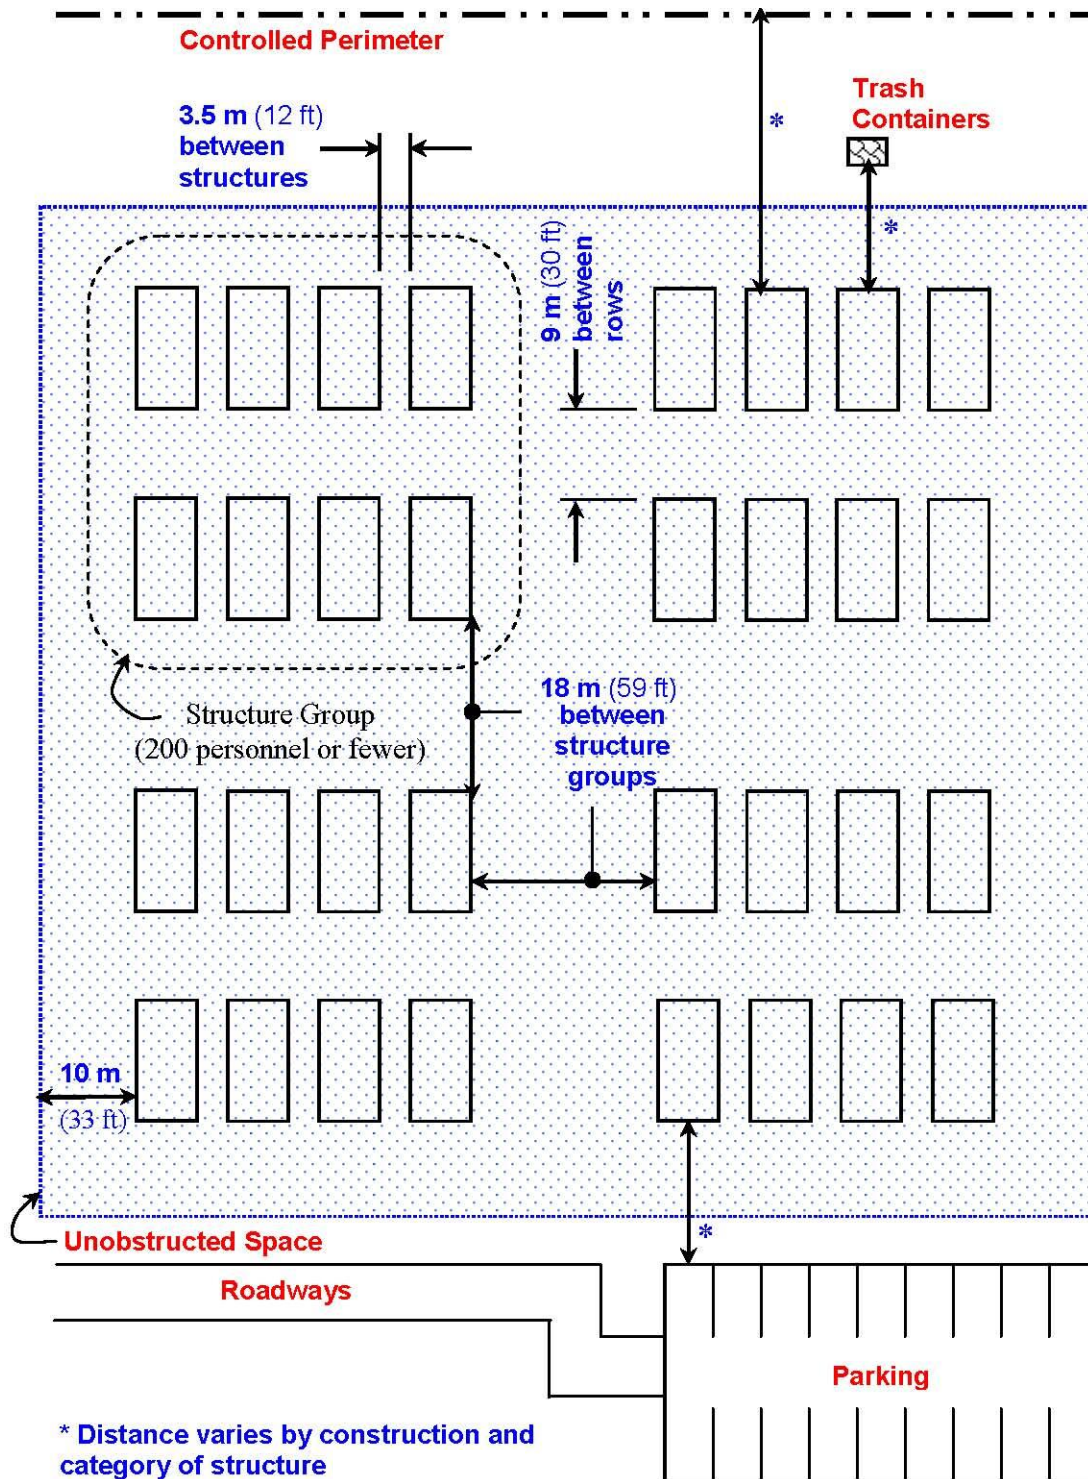 Controlled Perimeter
3.5 m (12 ft)
between
structures
*
Trash
Containers
*
9 m (30 ft)
between
rows
Structure Group
(200 personnel or fewer)
18 m (59 ft)
between
structure
groups
10 m
(33 ft)
Unobstructed Space
*
Roadways
Parking
* Distance varies by construction and
category of structure